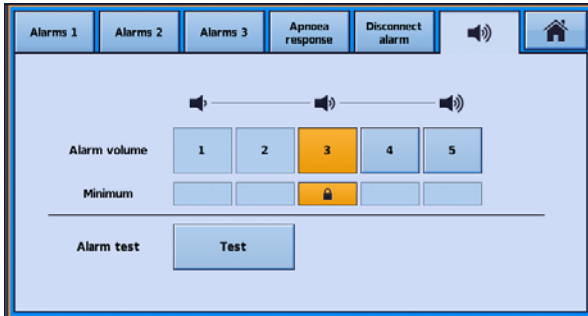 Alarms 1
Alarms 2
Alarms 3
Apnoea
response
Disconnect
alarm
Alarm volume
1
2
3
4
5
Minimum
Alarm test
Test